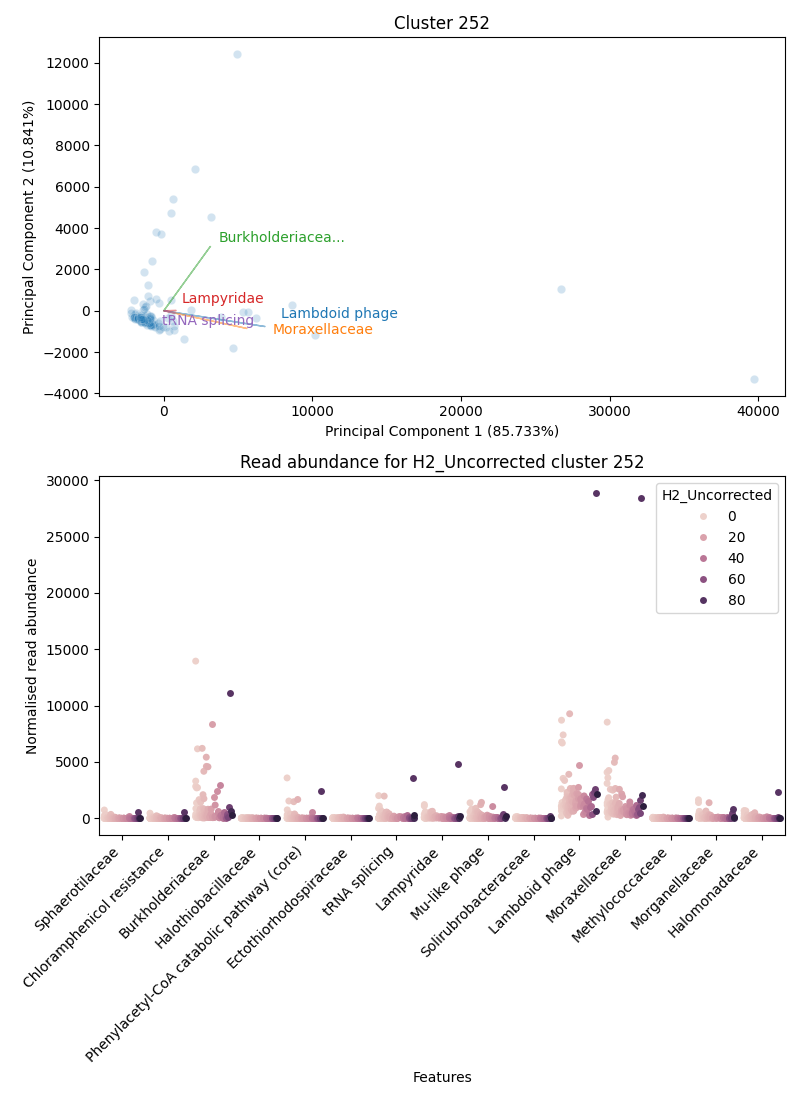 Cluster 252
12000
10000
8000
6000
4000
2000
0
−2000
−4000
Principal Component 2 (10.841%)
Burkholderiacea...
Lampyridae
tRNA splicing
Lambdoid phage
Moraxellaceae
0
10000
20000
30000
40000
Principal Component 1 (85.733%)
Read abundance for H2_Uncorrected cluster 252
30000
25000
20000
15000
10000
5000
0
Normalised read abundance
H2_Uncorrected
0
20
40
60
80
Sphaerotilaceae
Chloramphenicol resistance
Burkholderiaceae
Halothiobacillaceae
Phenylacetyl-CoA catabolic pathway (core)
Ectothiorhodospiraceae
tRNA splicing
Lampyridae
Mu-like phage
Solirubrobacteraceae
Lambdoid phage
Moraxellaceae
Methylococcaceae
Morganellaceae
Halomonadaceae
Features